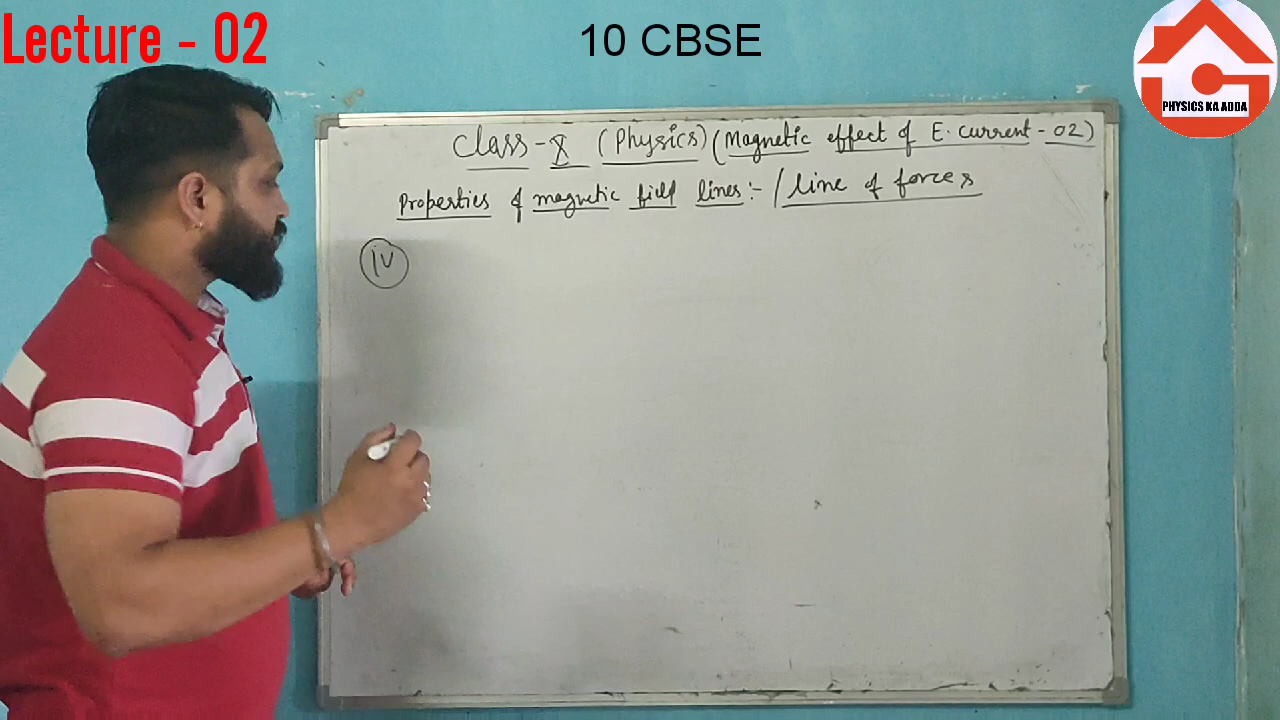 Lecture - 02
10 CBSE
PHYSICS KA ADDA
Class - X (Physics) (Magnetic effect of E. Current - 02)
Properties of magnetic field lines :- / line of forces
iv